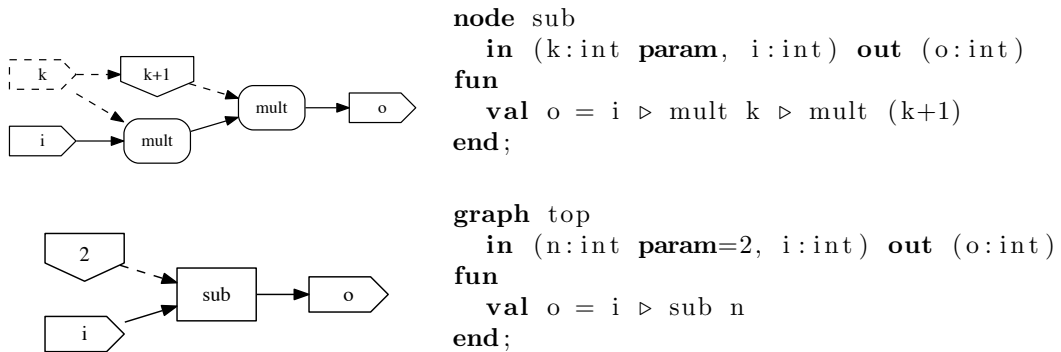 k
k+1
mult
o
i
mult
node sub
in (k:int param, i:int) out (o:int)
fun
val o = i ▷ mult k ▷ mult (k+1)
end;
2
sub
o
i
graph top
in (n:int param=2, i:int) out (o:int)
fun
val o = i ▷ sub n
end;